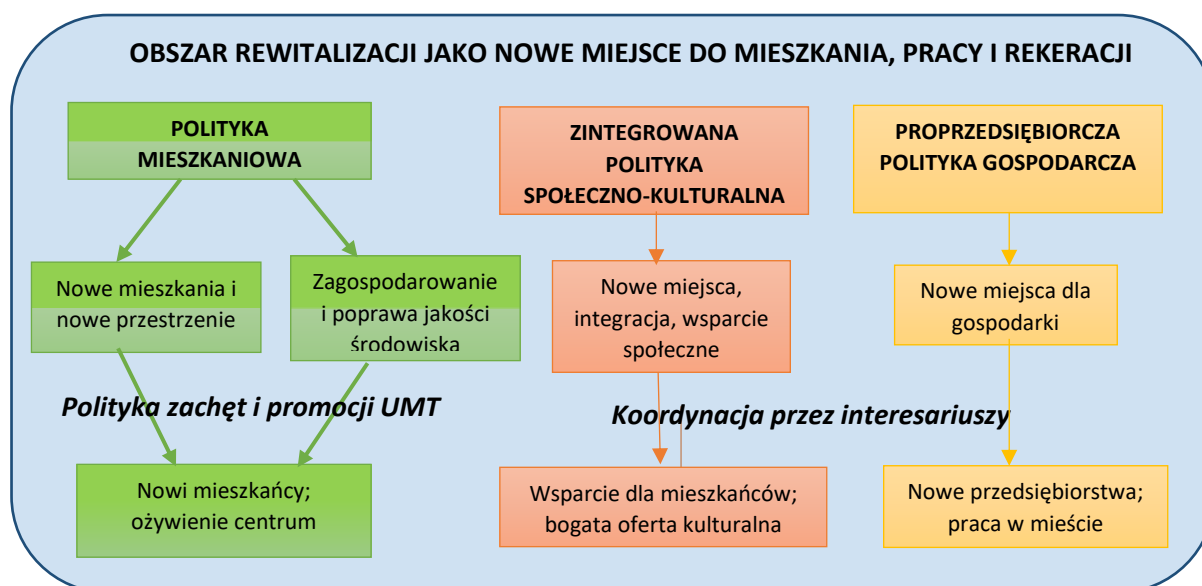 OBSZAR REWITALIZACJI JAKO NOWE MIEJSCE DO MIESZKANIA, PRACY I REKERACJI
POLITYKA
MIESZKANIOWA
ZINTEGROWANA
POLITYKA
SPOŁECZNO-KULTURALNA
PROPRZEDSIĘBIORCZA
POLITYKA GOSPODARCZA
Nowe mieszkania i
nowe przestrzenie
Zagospodarowanie
i poprawa jakości
środowiska
Nowe miejsca,
integracja, wsparcie
społeczne
Nowe miejsca dla
gospodarki
Polityka zachęt i promocji UMT
Koordynacja przez interesariuszy
Nowi mieszkańcy;
ożywienie centrum
Wsparcie dla mieszkańców;
bogata oferta kulturalna
Nowe przedsiębiorstwa;
praca w mieście